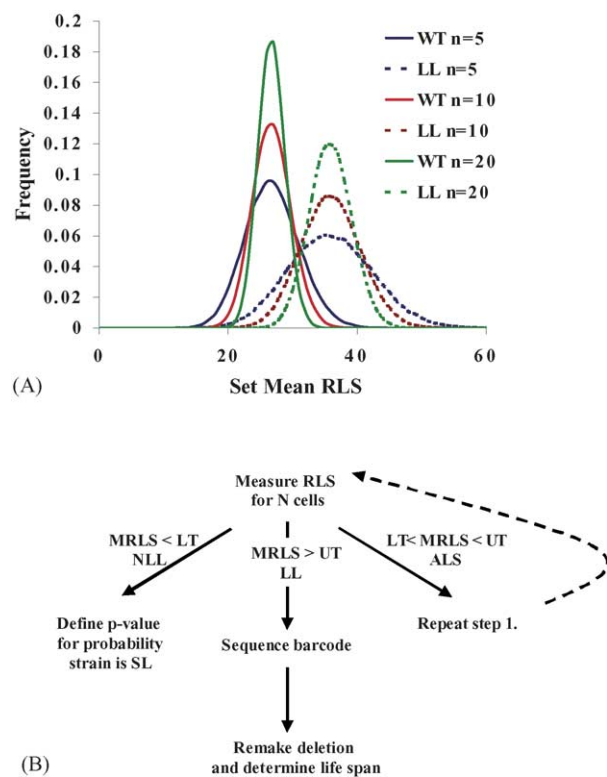 0.2
0.18
0.16
0.14
0.12
0.1
0.08
0.06
0.04
0.02
0
Frequency
0 20 40 60
Set Mean RLS
WT n=5
LL n=5
WT n=10
LL n=10
WT n=20
LL n=20
(A)
Measure RLS
for N cells
MRLS < LT
NLL
MRLS > UT
LL
LT< MRLS < UT
ALS
Define p-value
for probability
strain is SL
Sequence barcode
Repeat step 1.
Remake deletion
and determine life span
(B)